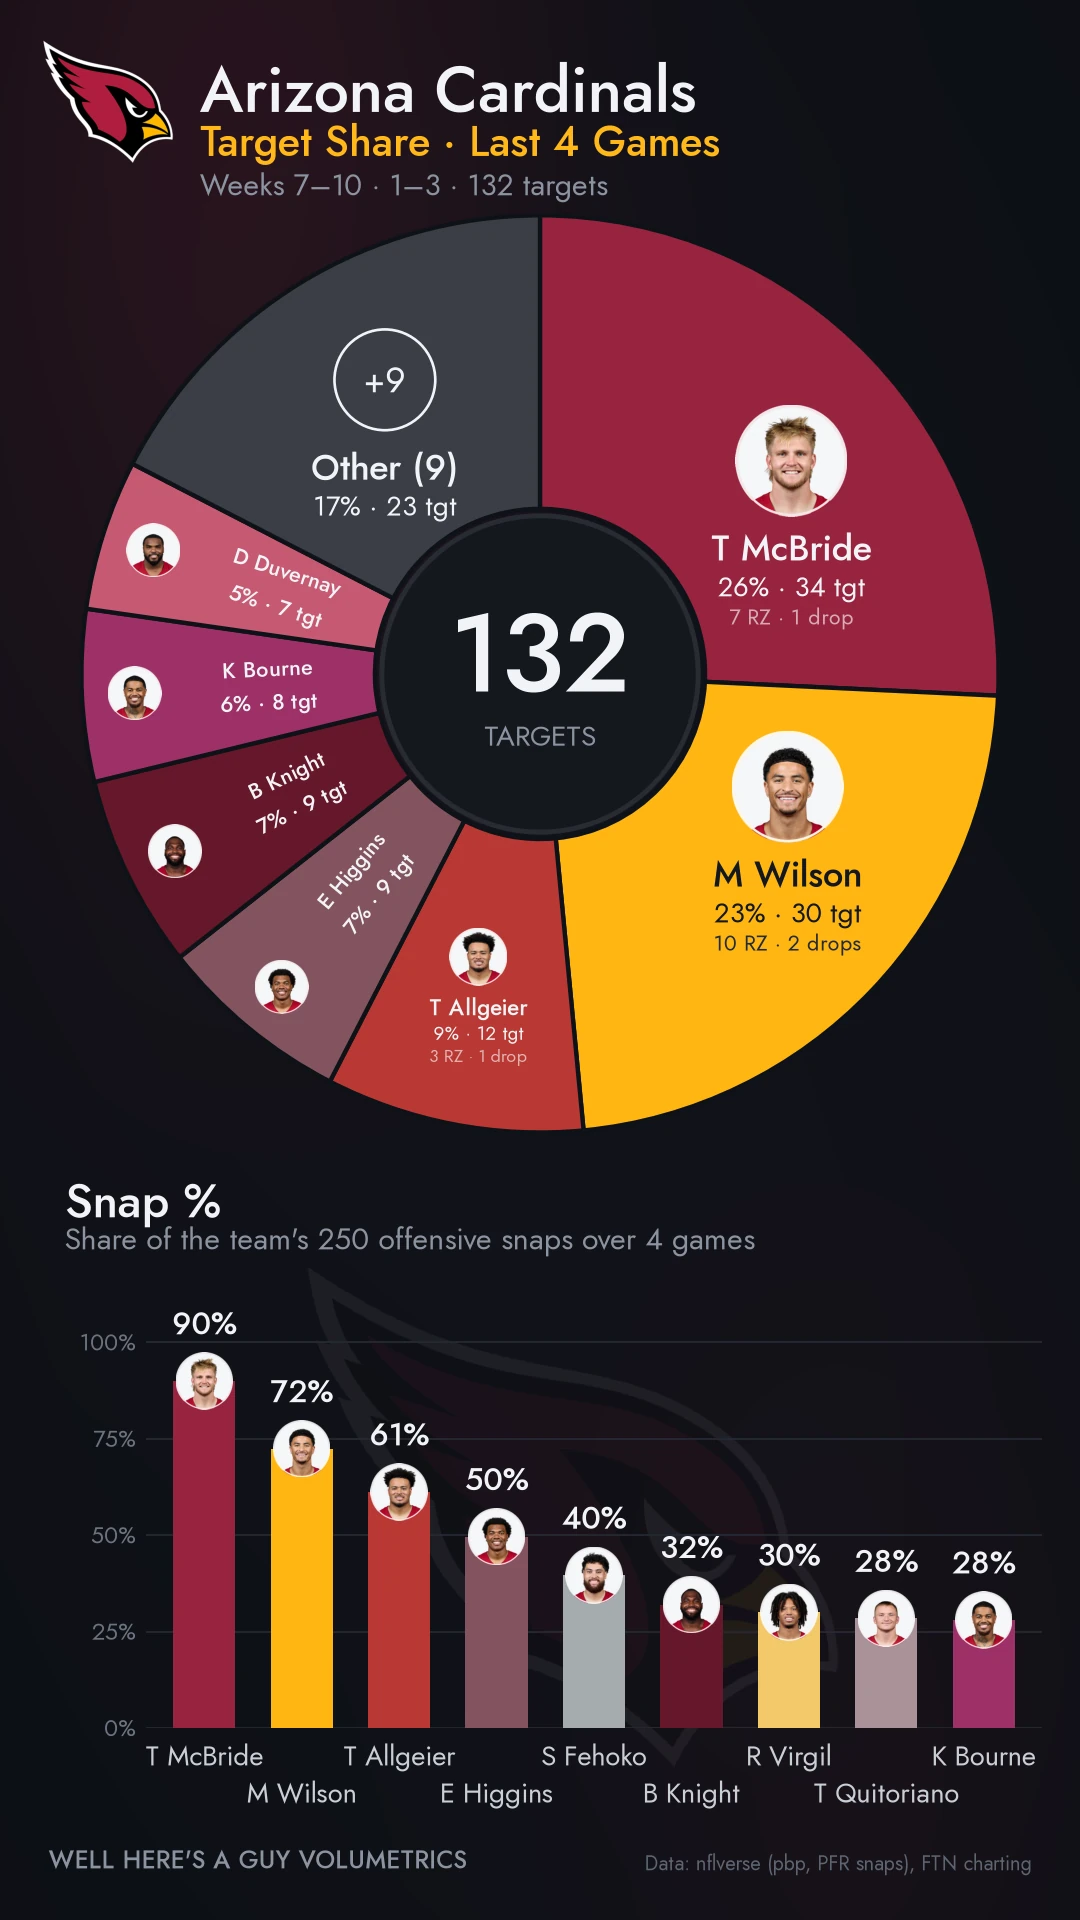 Arizona Cardinals
Target Share · Last 4 Games
Weeks 7–10 · 1–3 · 132 targets
+9
Other (9)
17% · 23 tgt
T McBride
26% · 34 tgt
7 RZ · 1 drop
D Duvernay
5% · 7 tgt
K Bourne
6% · 8 tgt
132
TARGETS
B Knight
7% · 9 tgt
E Higgins
7% · 9 tgt
M Wilson
23% · 30 tgt
10 RZ · 2 drops
T Allgeier
9% · 12 tgt
3 RZ · 1 drop
Snap %
Share of the team's 250 offensive snaps over 4 games
100%
75%
50%
25%
0%
90%
72%
61%
50%
40%
32%
30%
28%
28%
T McBride
M Wilson
T Allgeier
E Higgins
S Fehoko
B Knight
R Virgil
T Quitoriano
K Bourne
WELL HERE'S A GUY VOLUMETRICS
Data: nflverse (pbp, PFR snaps), FTN charting